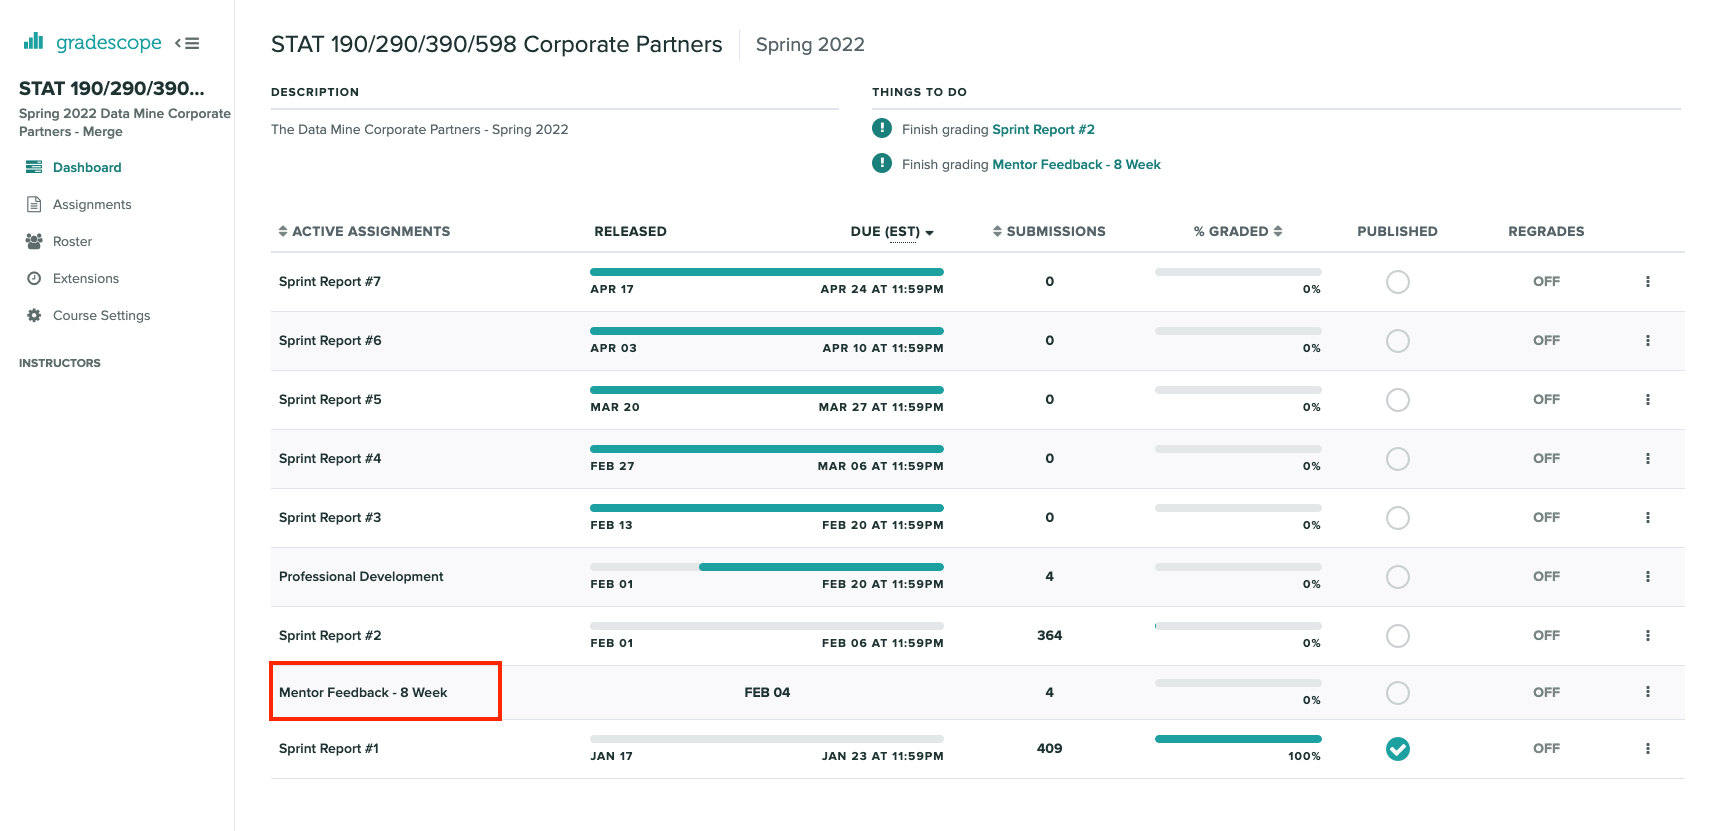 gradescope
STAT 190/290/390...
Spring 2022 Data Mine Corporate
Partners - Merge
Dashboard
Assignments
Roster
Extensions
Course Settings
INSTRUCTORS
STAT 190/290/390/598 Corporate Partners Spring 2022
DESCRIPTION
The Data Mine Corporate Partners - Spring 2022
THINGS TO DO
! Finish grading Sprint Report #2
! Finish grading Mentor Feedback - 8 Week
ACTIVE ASSIGNMENTS RELEASED DUE (EST) SUBMISSIONS % GRADED PUBLISHED REGRADES
Sprint Report #7 APR 17 APR 24 AT 11:59PM 0 0% OFF
Sprint Report #6 APR 03 APR 10 AT 11:59PM 0 0% OFF
Sprint Report #5 MAR 20 MAR 27 AT 11:59PM 0 0% OFF
Sprint Report #4 FEB 27 MAR 06 AT 11:59PM 0 0% OFF
Sprint Report #3 FEB 13 FEB 20 AT 11:59PM 0 0% OFF
Professional Development FEB 01 FEB 20 AT 11:59PM 4 0% OFF
Sprint Report #2 FEB 01 FEB 06 AT 11:59PM 364 0% OFF
Mentor Feedback - 8 Week FEB 04 4 0% OFF
Sprint Report #1 JAN 17 JAN 23 AT 11:59PM 409 100% OFF